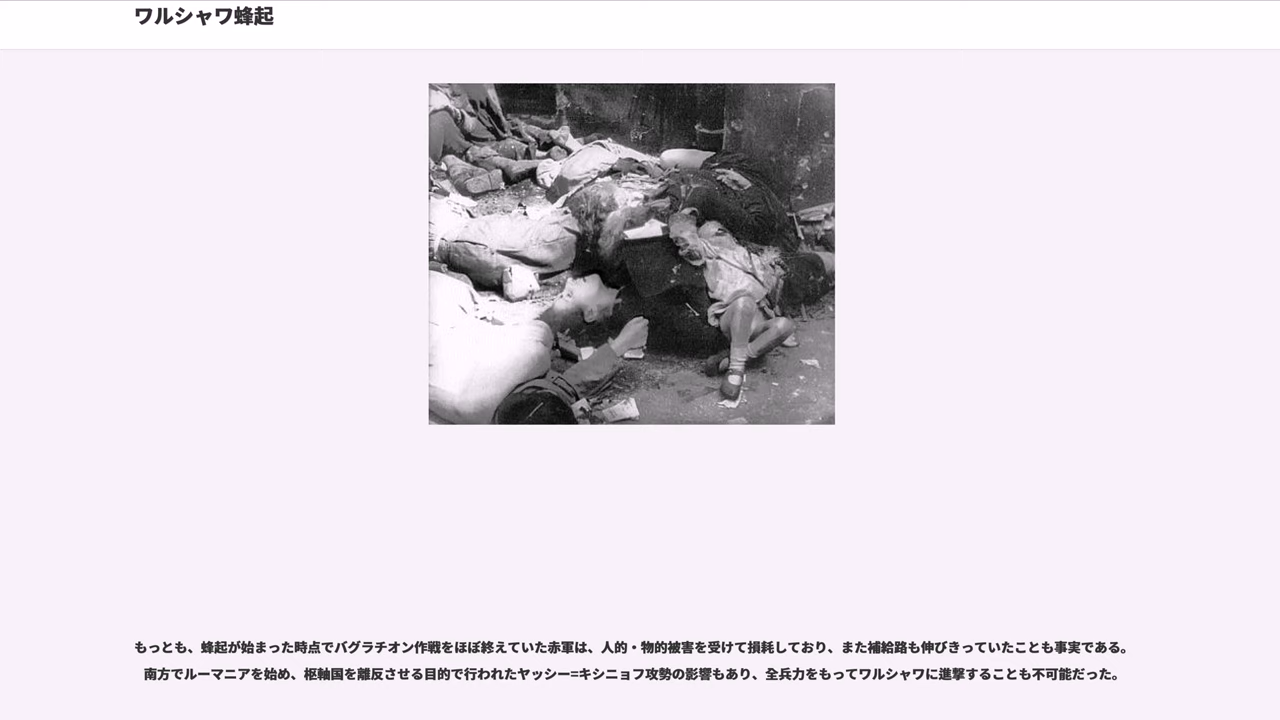 ワルシャワ蜂起
もっとも、蜂起が始まった時点でバグラチオン作戦をほぼ終えていた赤軍は、人的・物的被害を受けて損耗しており、また補給路も伸びきっていたことも事実である。
南方でルーマニアを始め、枢軸国を離反させる目的で行われたヤッシー=キシニョフ攻勢の影響もあり、全兵力をもってワルシャワに進撃することも不可能だった。